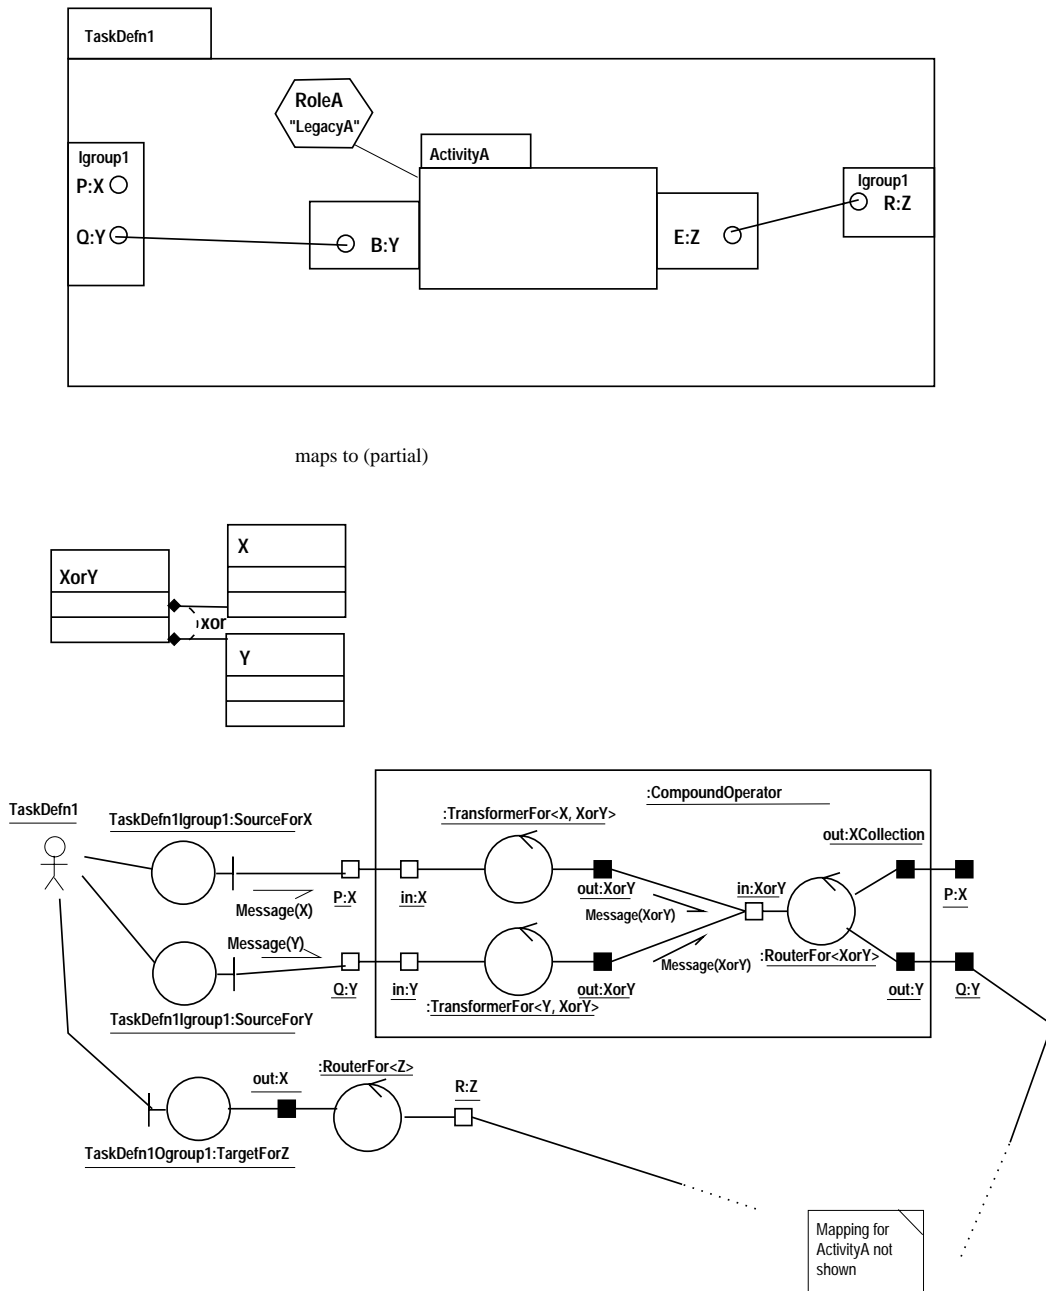 TaskDefn1
RoleA
"LegacyA"
ActivityA
Igroup1
P:X
Q:Y
B:Y
E:Z
Igroup1
R:Z
maps to (partial)
X
XorY
xor
Y
TaskDefn1
TaskDefn1Igroup1:SourceForX
:TransformerFor<X, XorY>
:CompoundOperator
out:XCollection
Message(X)
P:X
in:X
out:XorY
in:XorY
P:X
Message(XorY)
Message(Y)
Message(XorY)
:RouterFor<XorY>
Q:Y
in:Y
out:XorY
out:Y
Q:Y
:TransformerFor<Y, XorY>
TaskDefn1Igroup1:SourceForY
out:X
:RouterFor<Z>
R:Z
TaskDefn1Ogroup1:TargetForZ
Mapping for
ActivityA not
shown